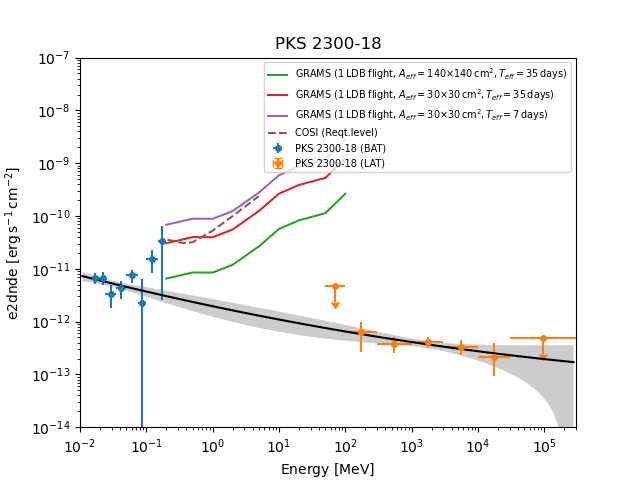 PKS 2300-18
GRAMS (1 LDB flight, A_eff = 140×140 cm², T_eff = 35 days)
GRAMS (1 LDB flight, A_eff = 30×30 cm², T_eff = 35 days)
GRAMS (1 LDB flight, A_eff = 30×30 cm², T_eff = 7 days)
COSI (Reqt.level)
PKS 2300-18 (BAT)
PKS 2300-18 (LAT)
e2dnde [erg s⁻¹ cm⁻²]
10⁻⁷
10⁻⁸
10⁻⁹
10⁻¹⁰
10⁻¹¹
10⁻¹²
10⁻¹³
10⁻¹⁴
10⁻² 10⁻¹ 10⁰ 10¹ 10² 10³ 10⁴ 10⁵
Energy [MeV]